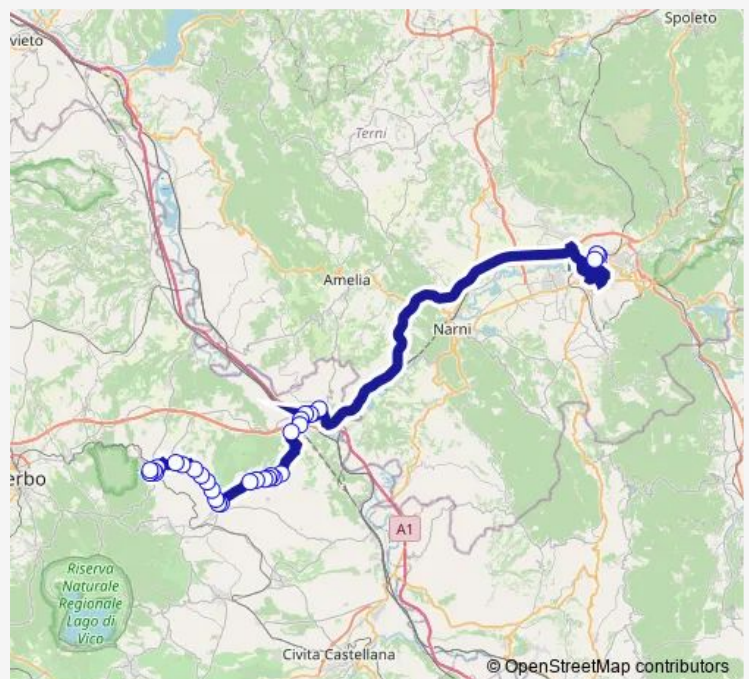 Spoleto
vieto
Terni
Amelia
Narni
erbo
A1
Riserva
Naturale
Regionale
Lago di
Vico
Civita Castellana
© OpenStreetMap contributors